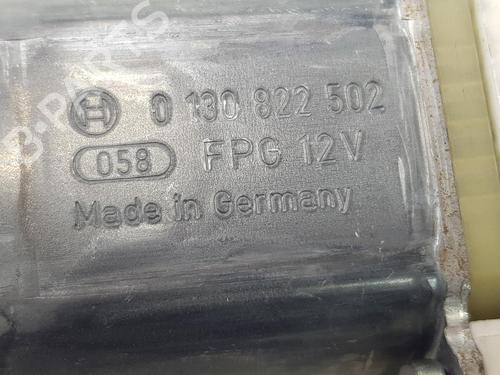 0 130 822 502
058 FPG 12V
Made in Germany
B-PARTS